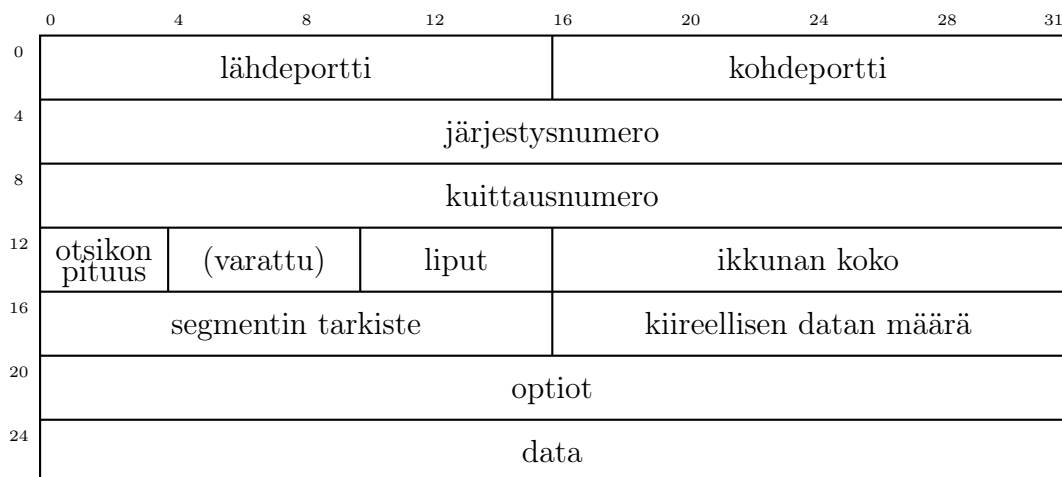 0 4 8 12 16 20 24 28 31
0 lähdeportti kohdeportti
4 järjestysnumero
8 kuittausnumero
12 otsikon pituus (varattu) liput ikkunan koko
16 segmentin tarkiste kiireellisen datan määrä
20 optiot
24 data